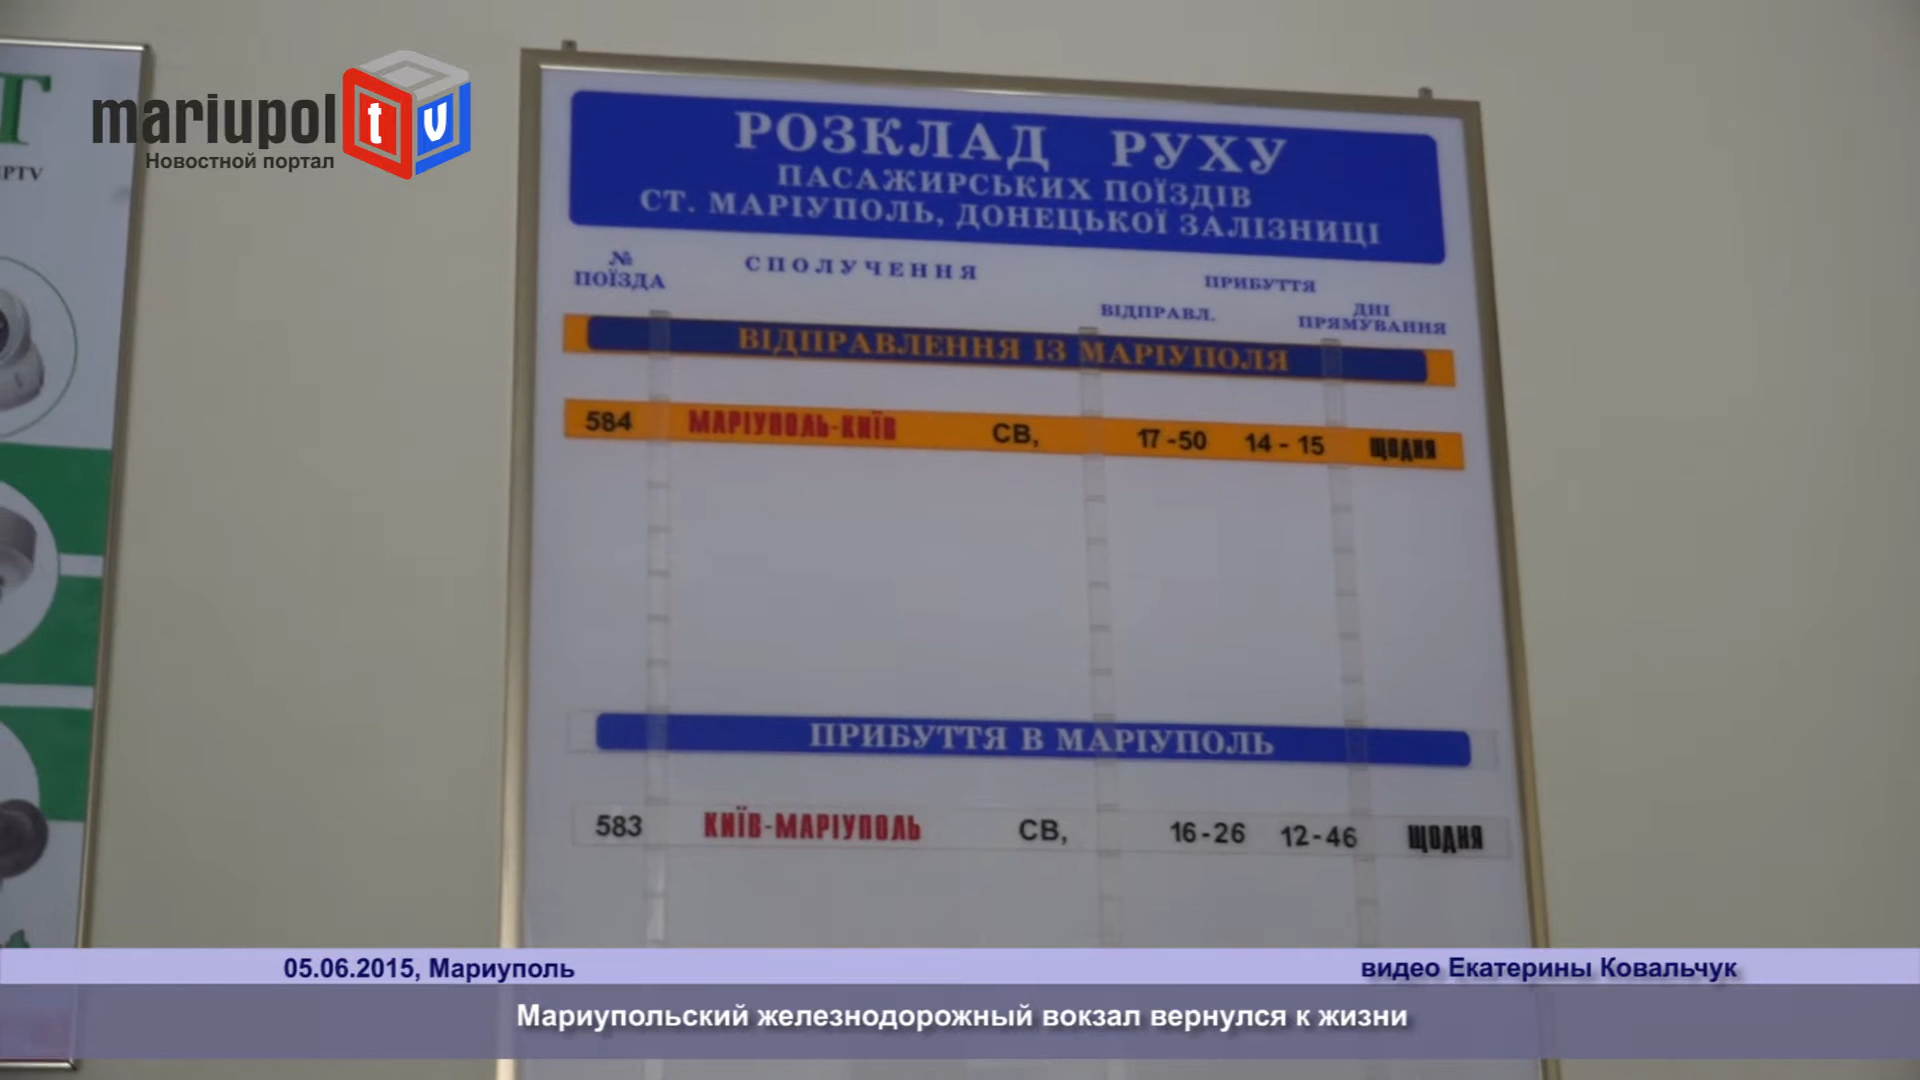 Т
IPTV
mariupol tv
Новостной портал
РОЗКЛАД РУХУ
ПАСАЖИРСЬКИХ ПОЇЗДІВ
СТ. МАРІУПОЛЬ, ДОНЕЦЬКОЇ ЗАЛІЗНИЦІ
№ ПОЇЗДА
СПОЛУЧЕННЯ
ПРИБУТТЯ
ВІДПРАВЛ.
ДНІ ПРЯМУВАННЯ
ВІДПРАВЛЕННЯ ІЗ МАРІУПОЛЯ
584 МАРІУПОЛЬ-КИЇВ СВ, 17-50 14-15 ЩОДНЯ
ПРИБУТТЯ В МАРІУПОЛЬ
583 КИЇВ-МАРІУПОЛЬ СВ, 16-26 12-46 ЩОДНЯ
05.06.2015, Мариуполь
видео Екатерины Ковальчук
Мариупольский железнодорожный вокзал вернулся к жизни